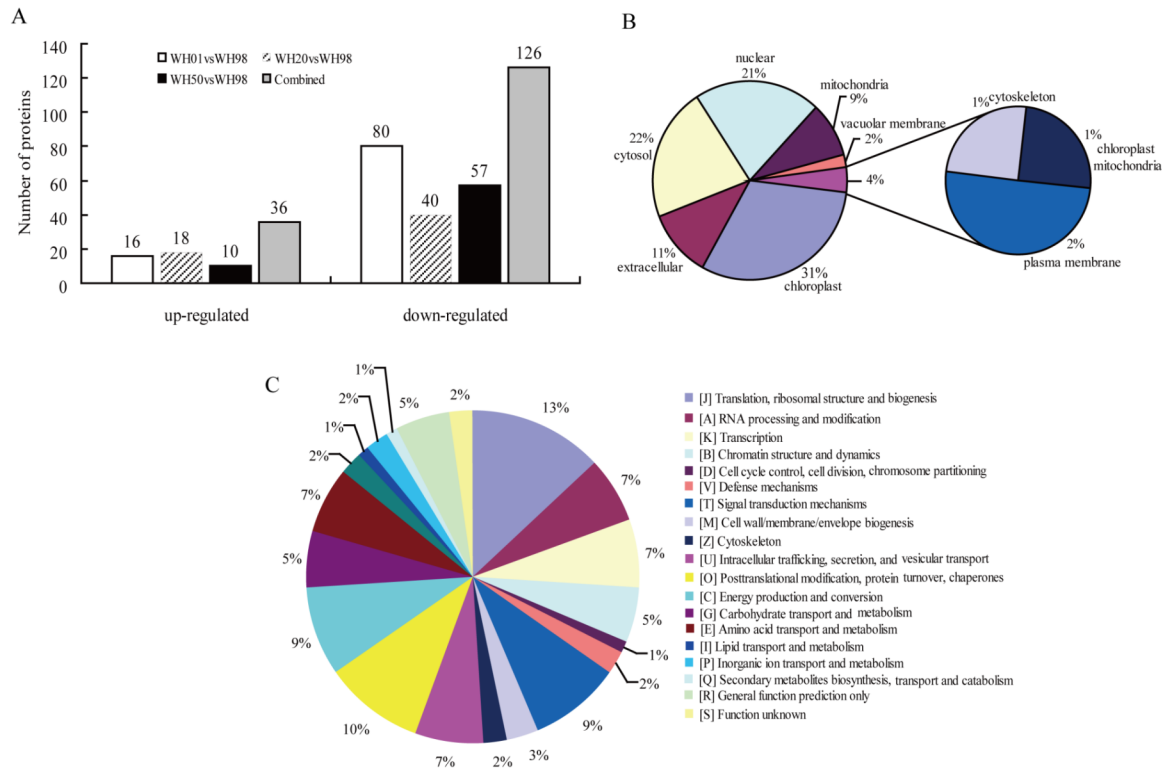 A
140
120
100
80
60
40
20
0
Number of proteins
WH01vsWH98
WH20vsWH98
WH50vsWH98
Combined
16
18
10
36
80
40
57
126
up-regulated
down-regulated
B
nuclear
21%
mitochondria
9%
vacuolar membrane
2%
4%
31%
chloroplast
11%
extracellular
22%
cytosol
1%
cytoskeleton
1%
chloroplast
mitochondria
2%
plasma membrane
C
13%
7%
7%
5%
1%
2%
9%
3%
2%
7%
10%
9%
5%
7%
2%
1%
2%
1%
5%
2%
[J] Translation, ribosomal structure and biogenesis
[A] RNA processing and modification
[K] Transcription
[B] Chromatin structure and dynamics
[D] Cell cycle control, cell division, chromosome partitioning
[V] Defense mechanisms
[T] Signal transduction mechanisms
[M] Cell wall/membrane/envelope biogenesis
[Z] Cytoskeleton
[U] Intracellular trafficking, secretion, and vesicular transport
[O] Posttranslational modification, protein turnover, chaperones
[C] Energy production and conversion
[G] Carbohydrate transport and metabolism
[E] Amino acid transport and metabolism
[I] Lipid transport and metabolism
[P] Inorganic ion transport and metabolism
[Q] Secondary metabolites biosynthesis, transport and catabolism
[R] General function prediction only
[S] Function unknown